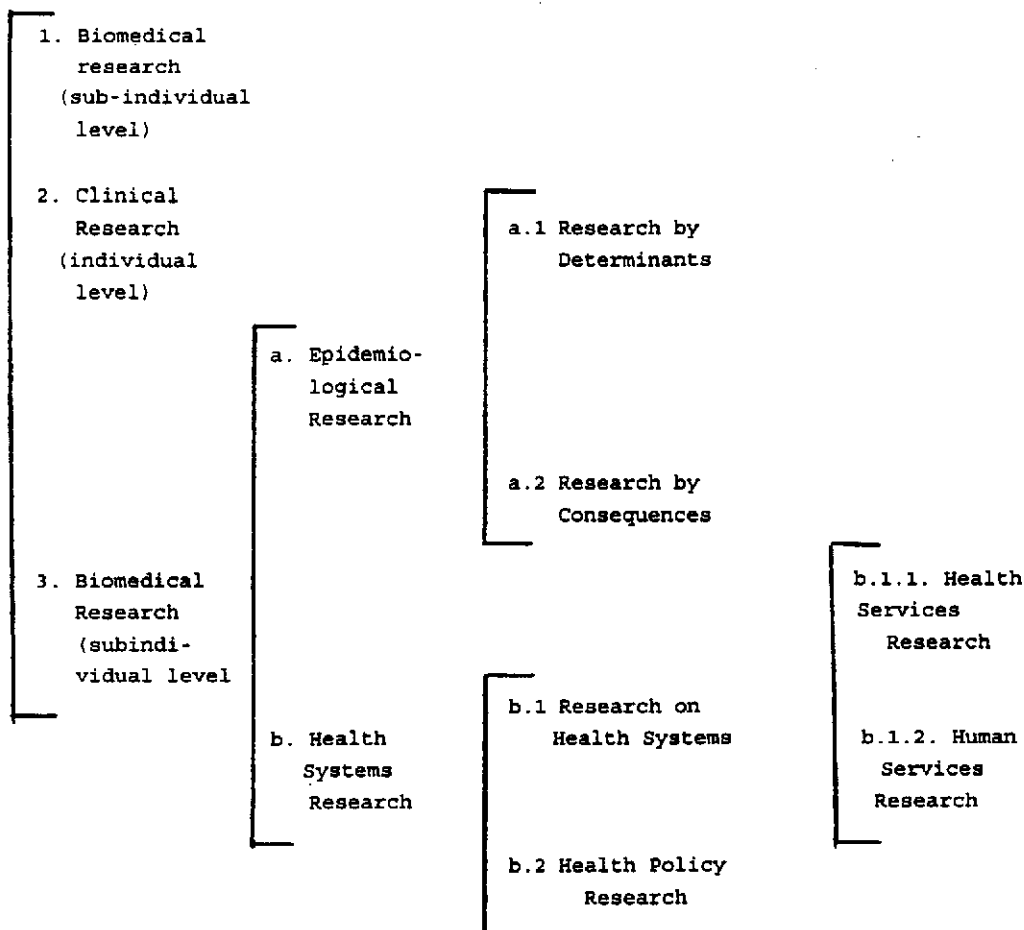 1. Biomedical
research
(sub-individual
level)
2. Clinical
Research
(individual
level)
3. Biomedical
Research
(subindi-
vidual level
a. Epidemio-
logical
Research
b. Health
Systems
Research
a.1 Research by
Determinants
a.2 Research by
Consequences
b.1 Research on
Health Systems
b.2 Health Policy
Research
b.1.1. Health
Services
Research
b.1.2. Human
Services
Research